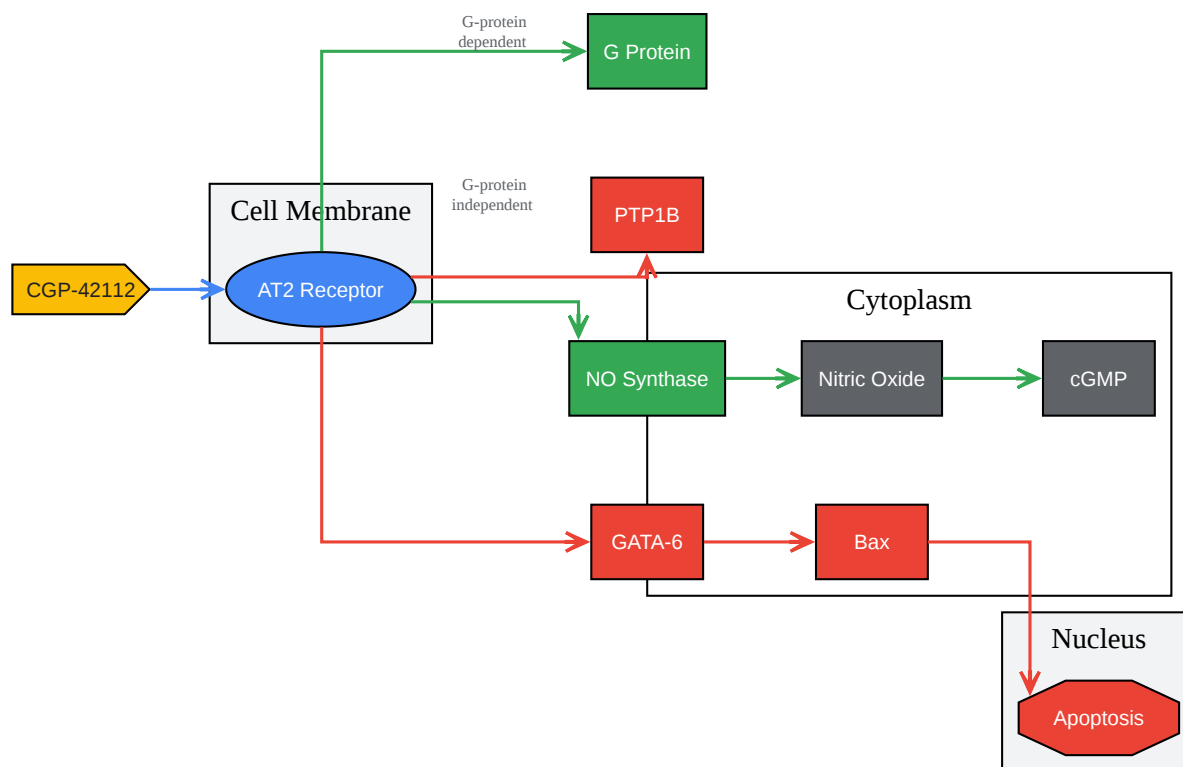 G-protein
dependent
G Protein
G-protein
independent
PTP1B
Cell Membrane
CGP-42112
AT2 Receptor
Cytoplasm
NO Synthase
Nitric Oxide
cGMP
GATA-6
Bax
Nucleus
Apoptosis